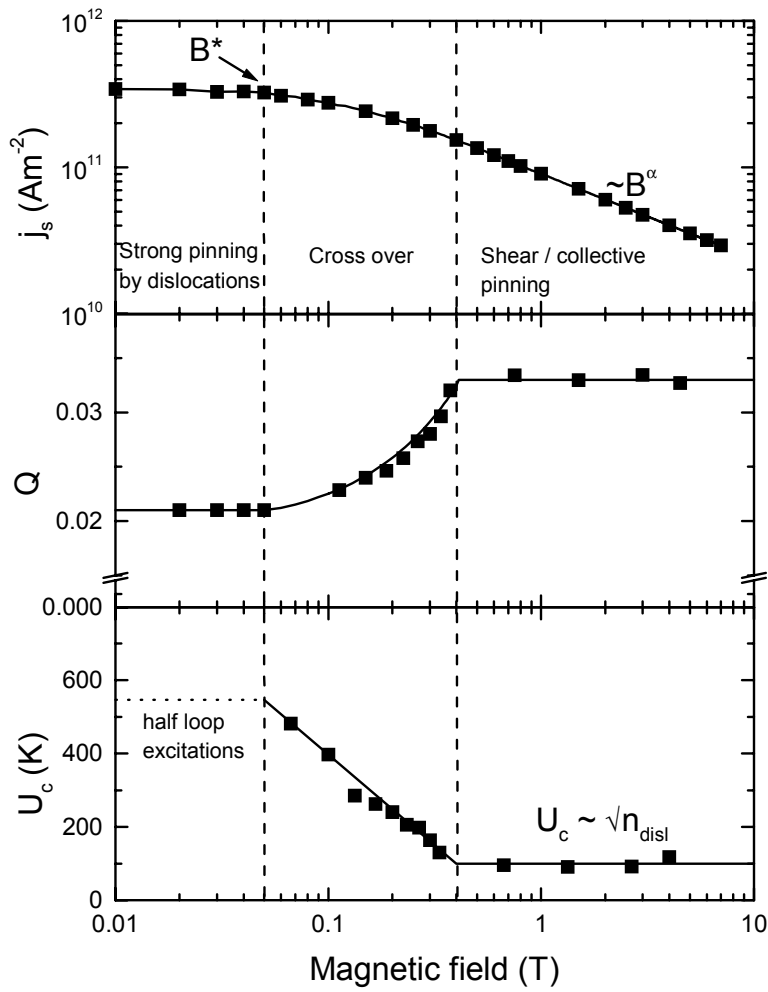 10¹²
B*
10¹¹
j_s (Am⁻²)
~B^α
Strong pinning
by dislocations
Cross over
Shear / collective
pinning
10¹⁰
0.03
Q
0.02
0.000
600
half loop
excitations
400
U_c (K)
200
U_c ~ √n_disl
0
0.01
0.1
1
10
Magnetic field (T)